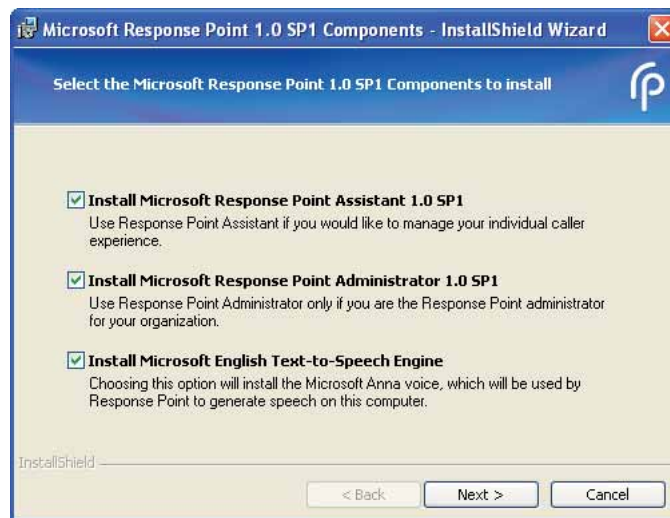 Microsoft Response Point 1.0 SP1 Components - InstallShield Wizard
Select the Microsoft Response Point 1.0 SP1 Components to install
rp
Install Microsoft Response Point Assistant 1.0 SP1
Use Response Point Assistant if you would like to manage your individual caller
experience.
Install Microsoft Response Point Administrator 1.0 SP1
Use Response Point Administrator only if you are the Response Point administrator
for your organization.
Install Microsoft English Text-to-Speech Engine
Choosing this option will install the Microsoft Anna voice, which will be used by
Response Point to generate speech on this computer.
InstallShield
< Back Next > Cancel